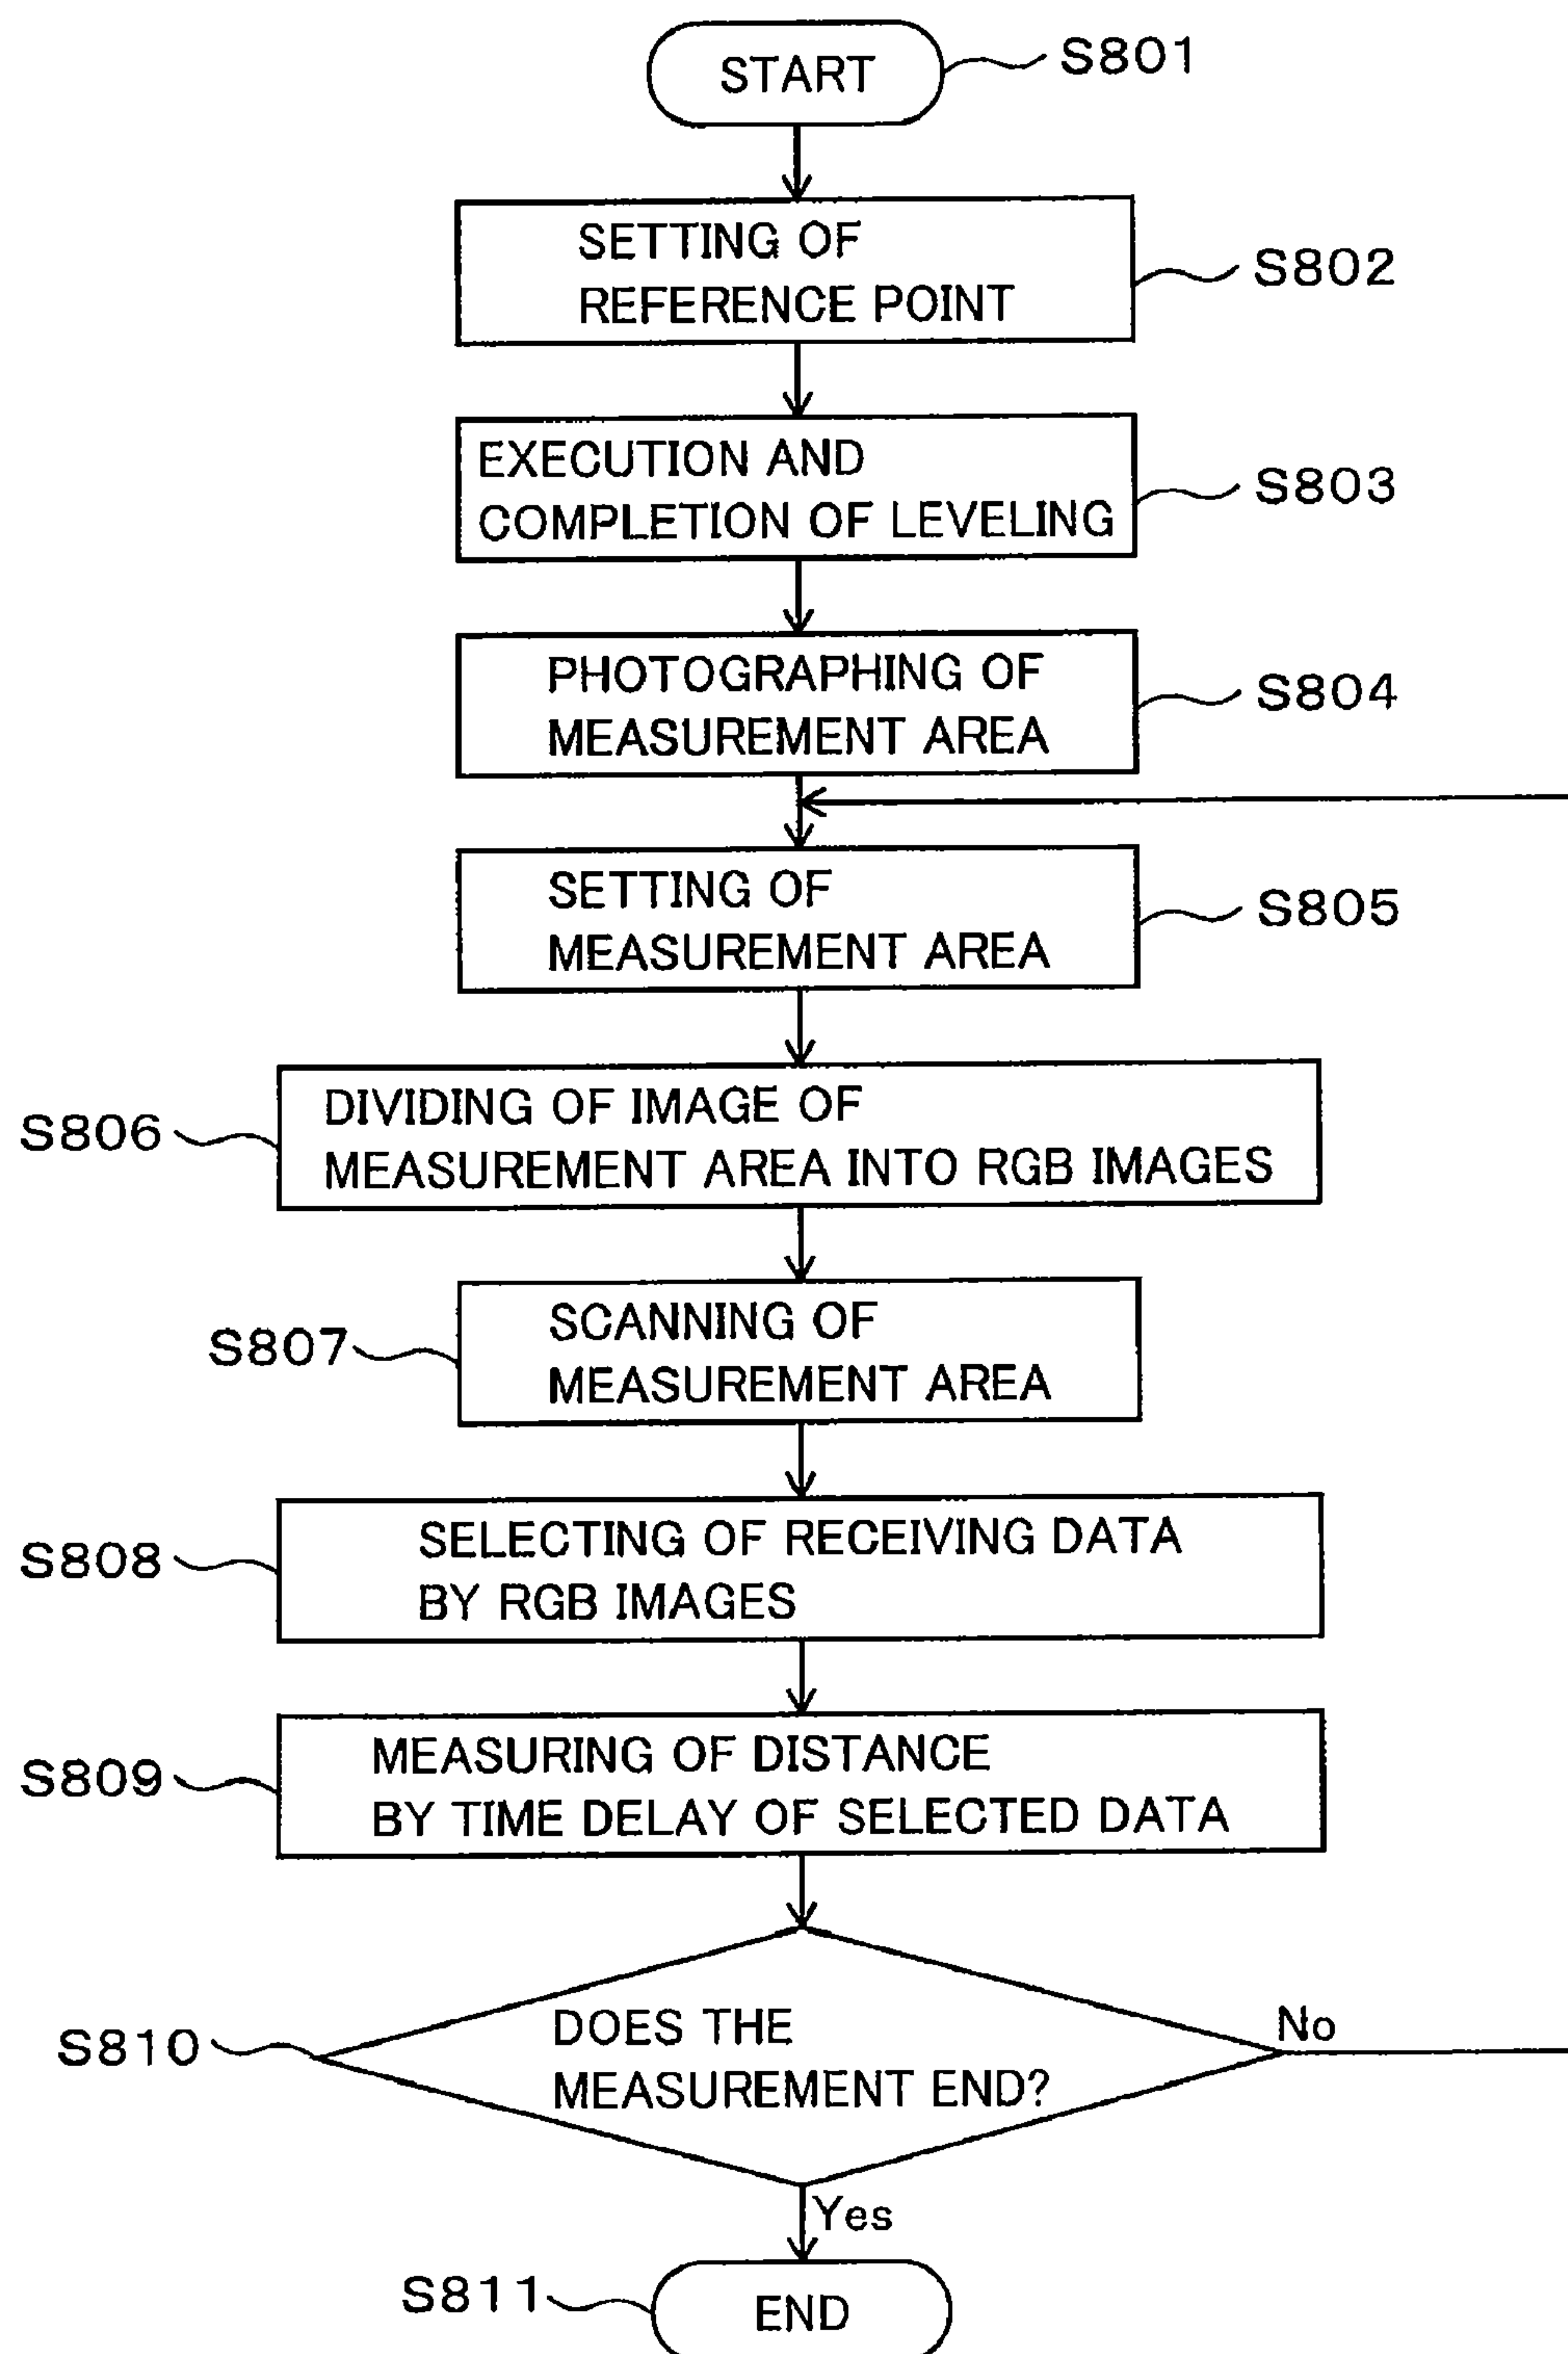 START
S801
SETTING OF
REFERENCE POINT
S802
EXECUTION AND
COMPLETION OF LEVELING
S803
PHOTOGRAPHING OF
MEASUREMENT AREA
S804
SETTING OF
MEASUREMENT AREA
S805
S806
DIVIDING OF IMAGE OF
MEASUREMENT AREA INTO RGB IMAGES
S807
SCANNING OF
MEASUREMENT AREA
S808
SELECTING OF RECEIVING DATA
BY RGB IMAGES
S809
MEASURING OF DISTANCE
BY TIME DELAY OF SELECTED DATA
S810
DOES THE
MEASUREMENT END?
No
Yes
S811
END